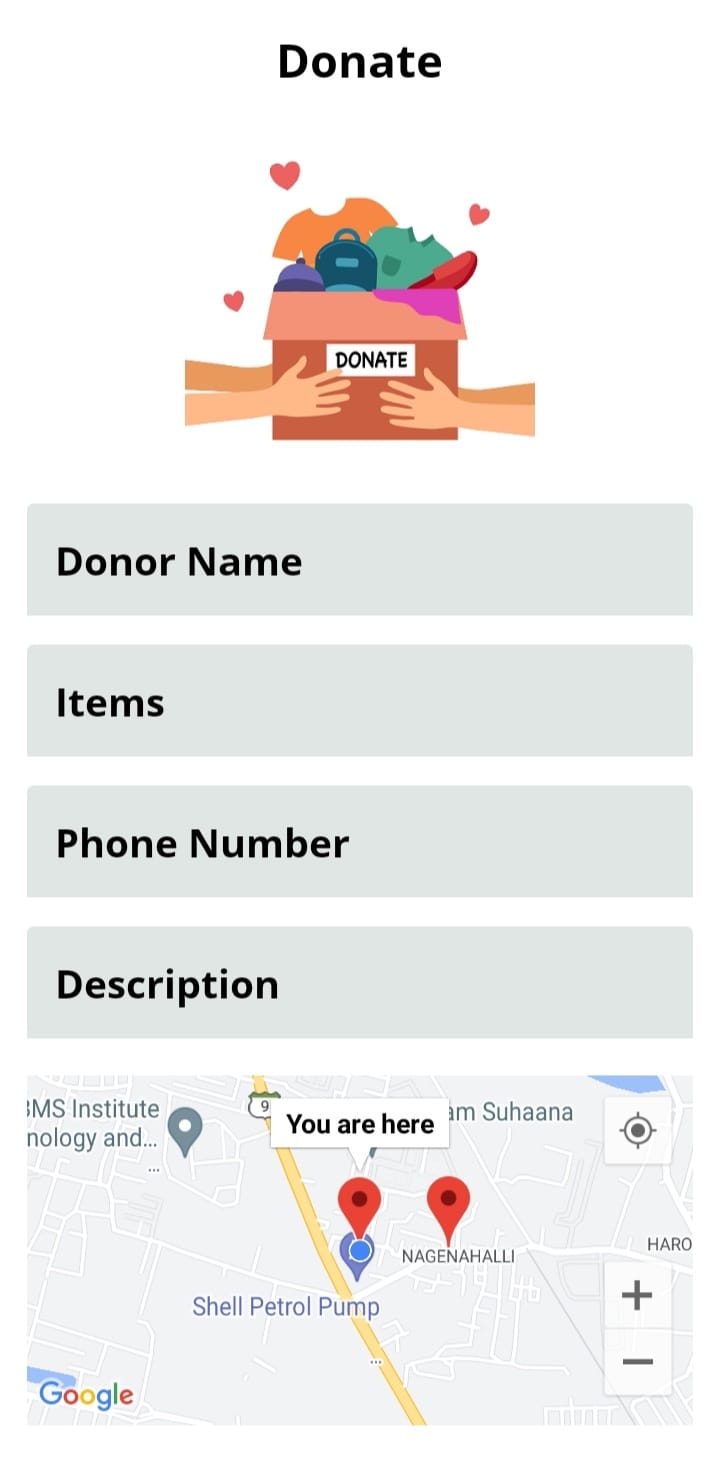 Donate
DONATE
Donor Name
Items
Phone Number
Description
MS Institute
nology and...
9
You are here
am Suhaana
NAGENAHALLI
HARO
Shell Petrol Pump
Google